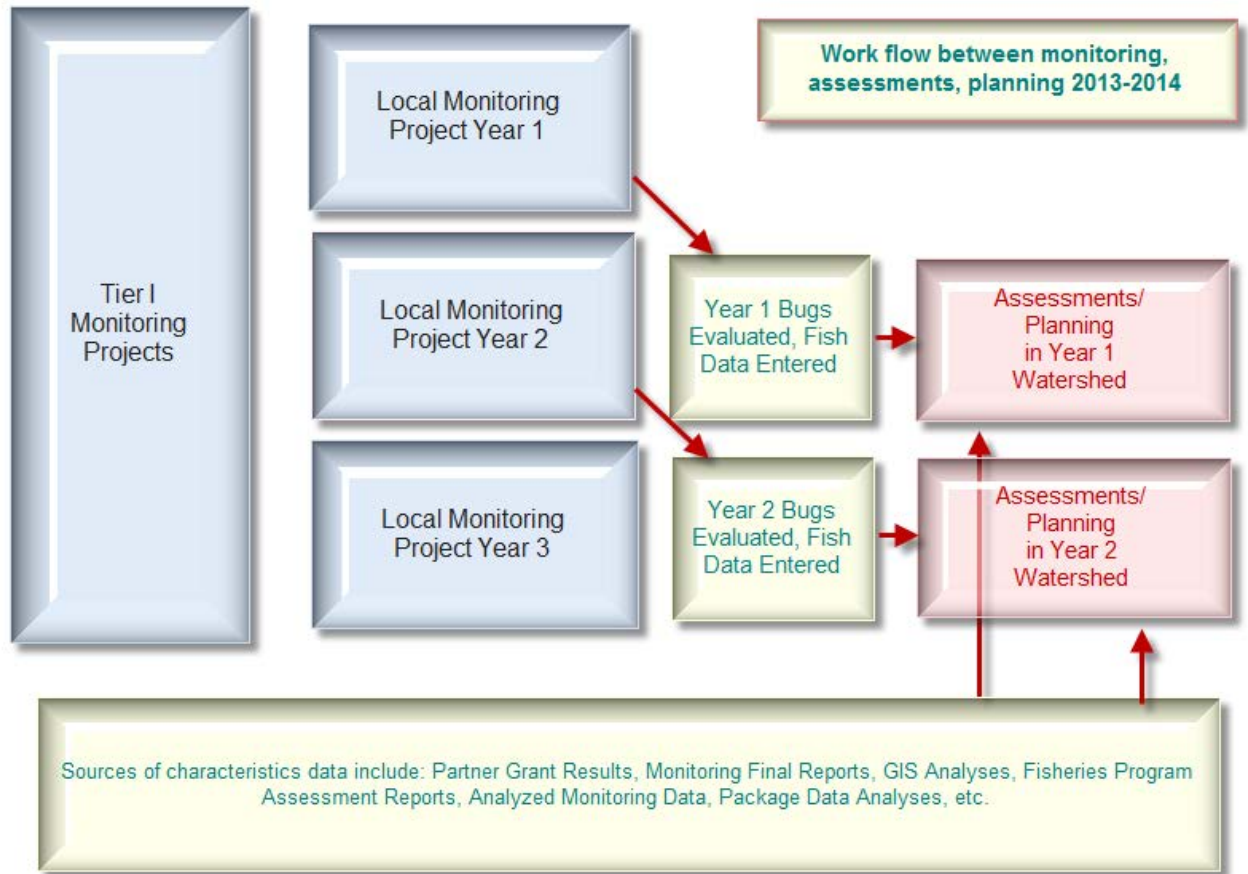 Work flow between monitoring,
assessments, planning 2013-2014
Tier I
Monitoring
Projects
Local Monitoring
Project Year 1
Local Monitoring
Project Year 2
Local Monitoring
Project Year 3
Year 1 Bugs
Evaluated, Fish
Data Entered
Year 2 Bugs
Evaluated, Fish
Data Entered
Assessments/
Planning
in Year 1
Watershed
Assessments/
Planning
in Year 2
Watershed
Sources of characteristics data include: Partner Grant Results, Monitoring Final Reports, GIS Analyses, Fisheries Program
Assessment Reports, Analyzed Monitoring Data, Package Data Analyses, etc.